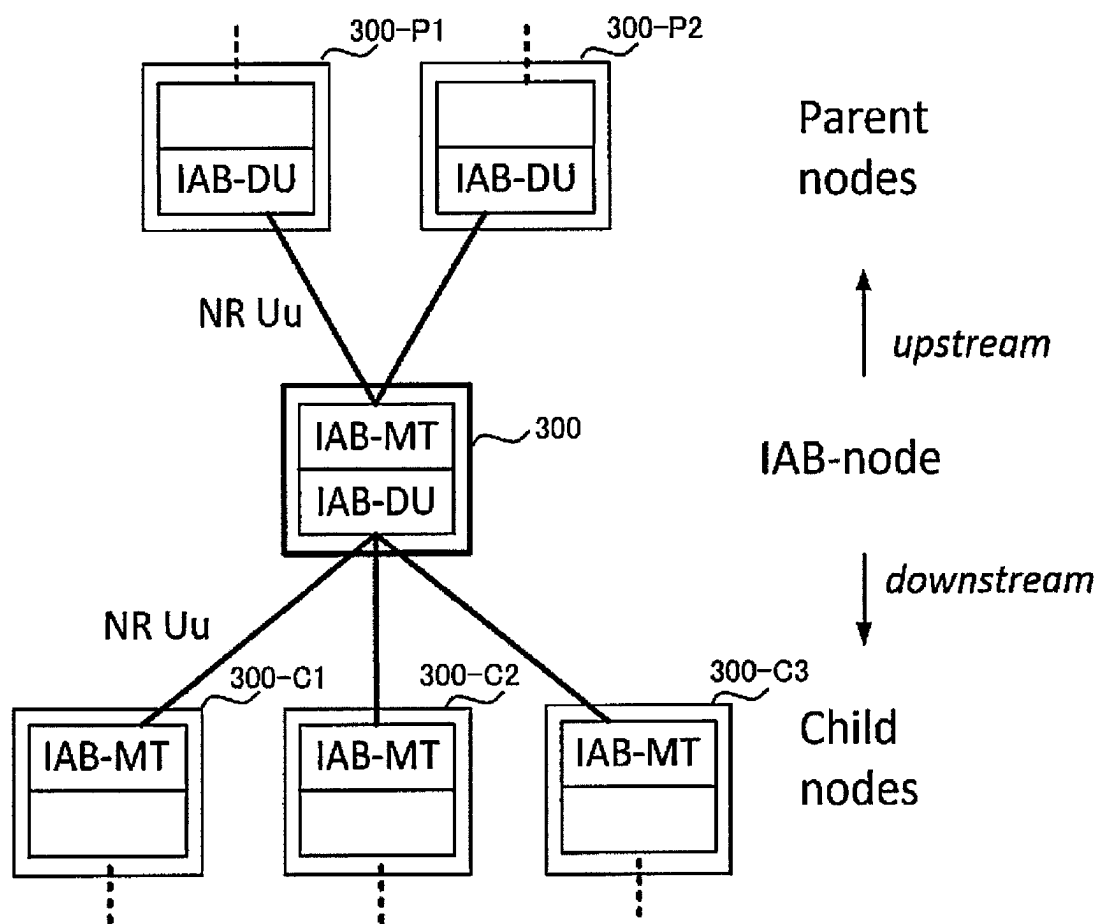 300-P1
300-P2
IAB-DU
IAB-DU
Parent
nodes
NR Uu
upstream
IAB-MT
IAB-DU
300
IAB-node
downstream
NR Uu
300-C1
300-C2
300-C3
IAB-MT
IAB-MT
IAB-MT
Child
nodes